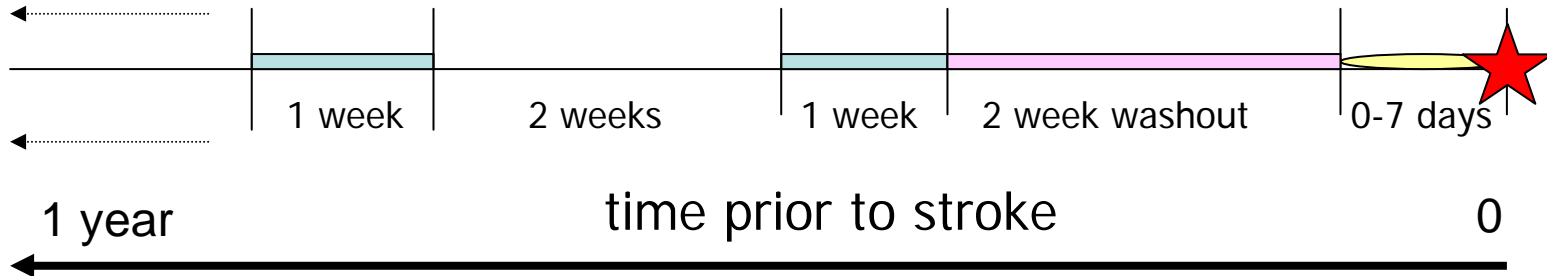 1 week 2 weeks 1 week 2 week washout 0-7 days
1 year time prior to stroke 0